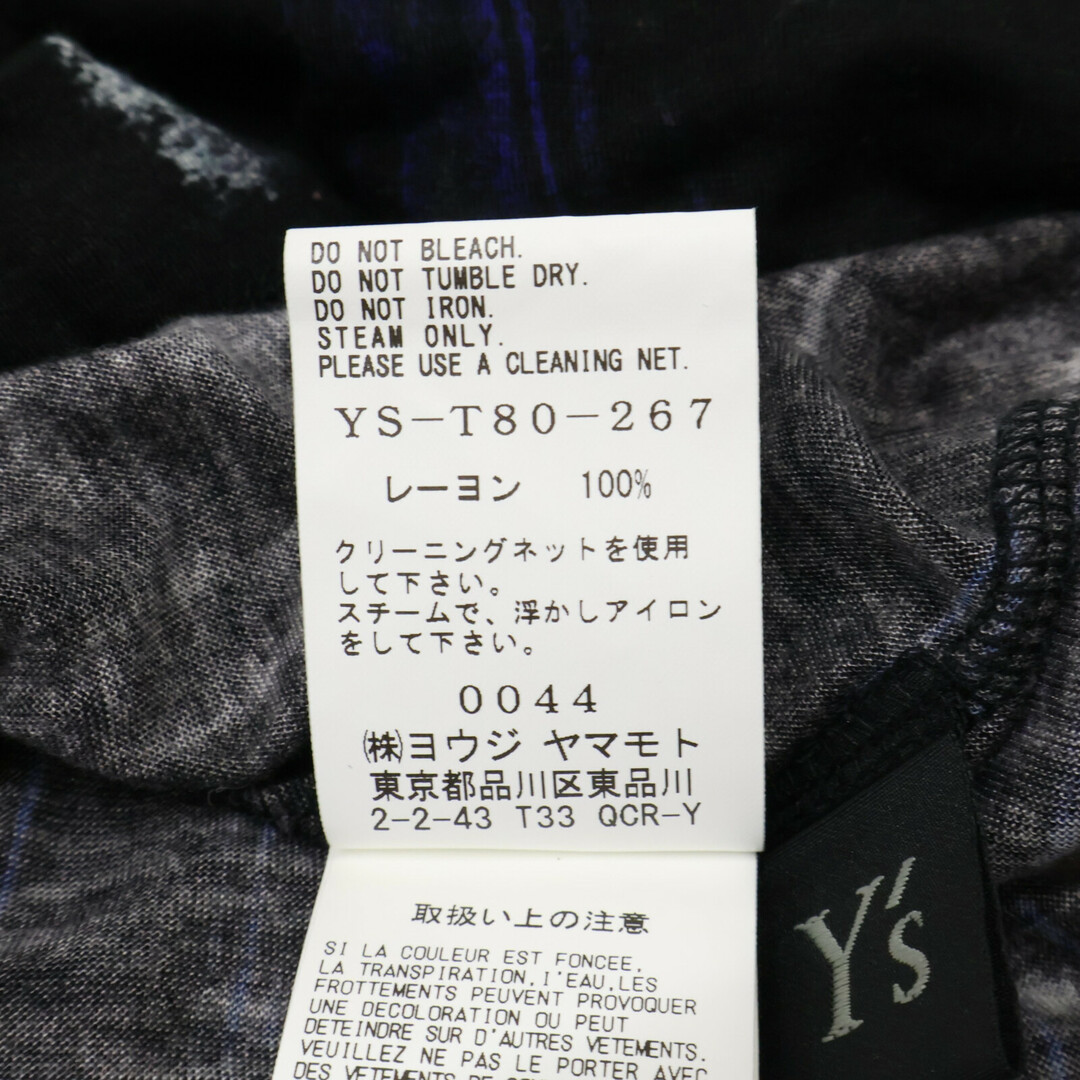 DO NOT BLEACH.
DO NOT TUMBLE DRY.
DO NOT IRON.
STEAM ONLY.
PLEASE USE A CLEANING NET.
YS-T80-267
レーヨン 100%
クリーニングネットを使用
して下さい。
スチームで、浮かしアイロン
をして下さい。
0044
㈱ヨウジ ヤマモト
東京都品川区東品川
2-2-43 T33 QCR-Y
取扱い上の注意
SI LA COULEUR EST FONCEE,
LA TRANSPIRATION, I'EAU, LES
FROTTEMENTS PEUVENT PROVOQUER
UNE DECOLORATION OU PEUT
DETEINDRE SUR D'AUTRES VETEMENTS.
VEUILLEZ NE PAS LE PORTER AVEC
DES VETEMENTS DE
Y's